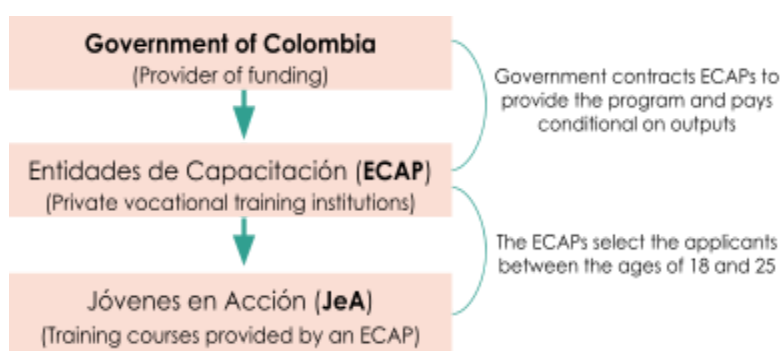 Government of Colombia
(Provider of funding)
Government contracts ECAPs to
provide the program and pays
conditional on outputs
Entidades de Capacitación (ECAP)
(Private vocational training institutions)
The ECAPs select the applicants
between the ages of 18 and 25
Jóvenes en Acción (JeA)
(Training courses provided by an ECAP)